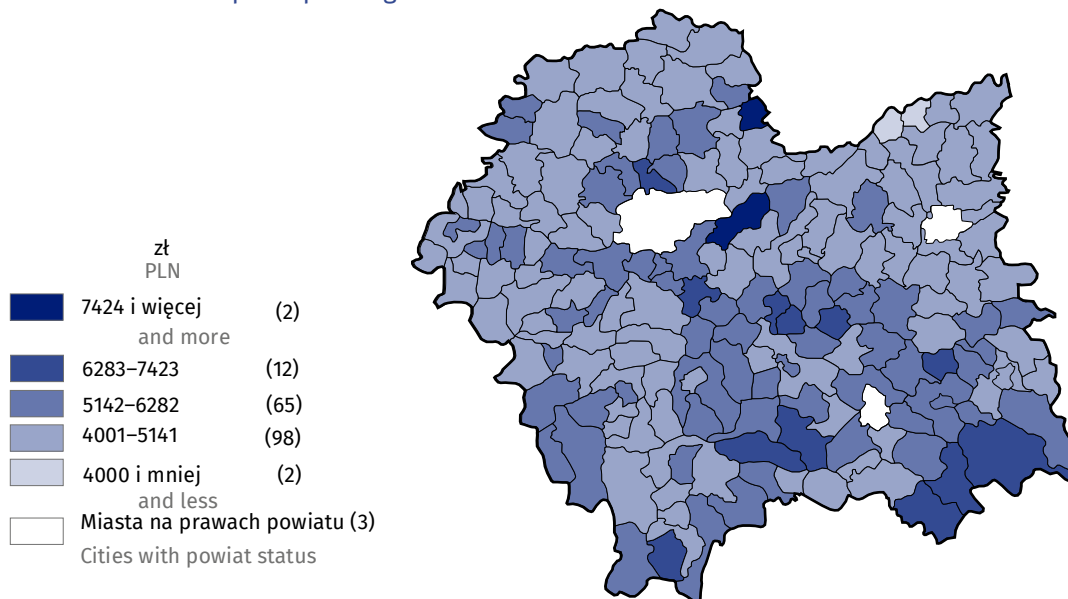 zł
PLN
7424 i więcej (2)
and more
6283–7423 (12)
5142–6282 (65)
4001–5141 (98)
4000 i mniej (2)
and less
Miasta na prawach powiatu (3)
Cities with powiat status